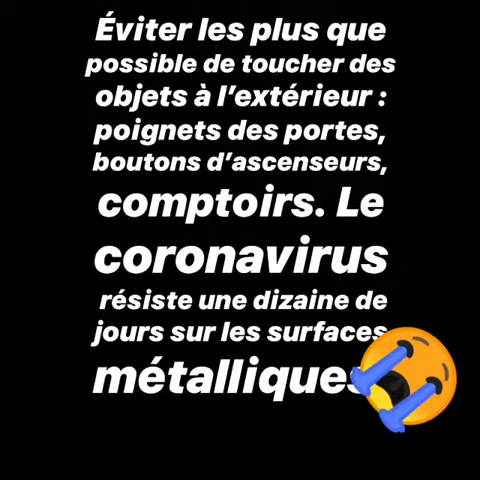 Éviter les plus que
possible de toucher des
objets à l’extérieur :
poignets des portes,
boutons d’ascenseurs,
comptoirs. Le
coronavirus
résiste une dizaine de
jours sur les surfaces
métalliques